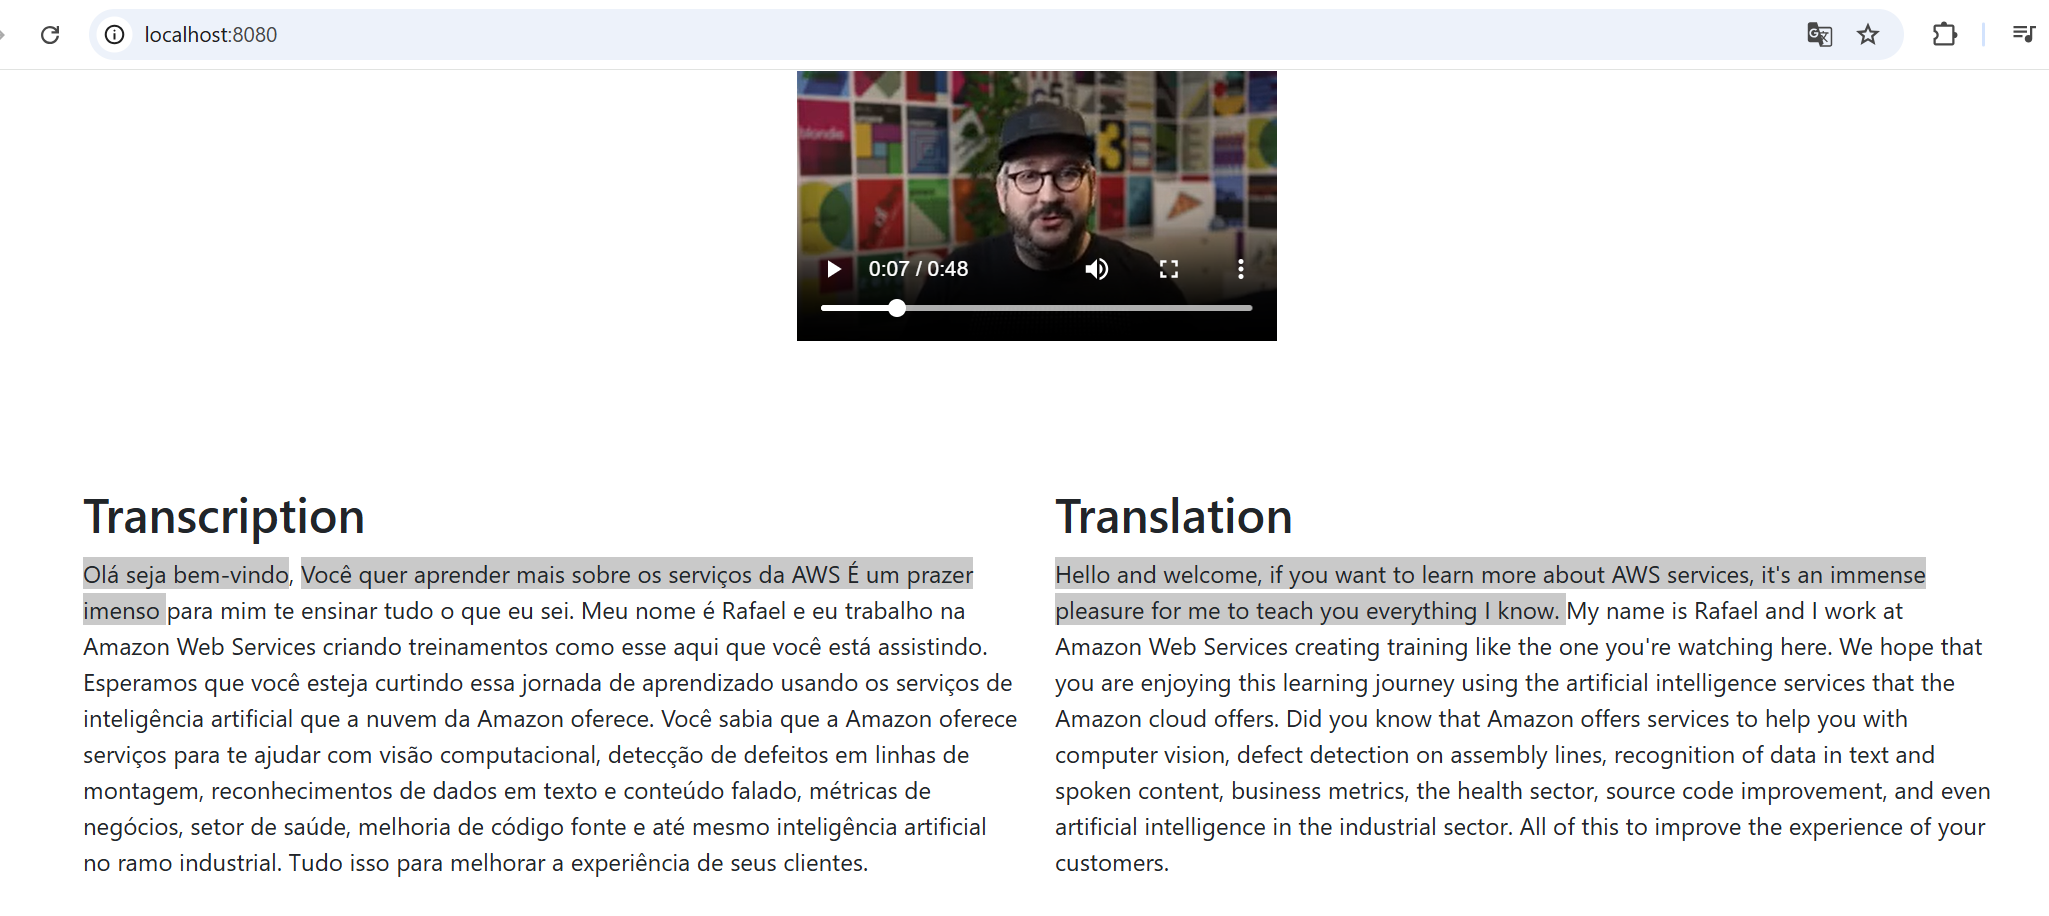 localhost:8080
blondie
0:07 / 0:48
Transcription
Olá seja bem-vindo, Você quer aprender mais sobre os serviços da AWS É um prazer
imenso para mim te ensinar tudo o que eu sei. Meu nome é Rafael e eu trabalho na
Amazon Web Services criando treinamentos como esse aqui que você está assistindo.
Esperamos que você esteja curtindo essa jornada de aprendizado usando os serviços de
inteligência artificial que a nuvem da Amazon oferece. Você sabia que a Amazon oferece
serviços para te ajudar com visão computacional, detecção de defeitos em linhas de
montagem, reconhecimentos de dados em texto e conteúdo falado, métricas de
negócios, setor de saúde, melhoria de código fonte e até mesmo inteligência artificial
no ramo industrial. Tudo isso para melhorar a experiência de seus clientes.
Translation
Hello and welcome, if you want to learn more about AWS services, it's an immense
pleasure for me to teach you everything I know. My name is Rafael and I work at
Amazon Web Services creating training like the one you're watching here. We hope that
you are enjoying this learning journey using the artificial intelligence services that the
Amazon cloud offers. Did you know that Amazon offers services to help you with
computer vision, defect detection on assembly lines, recognition of data in text and
spoken content, business metrics, the health sector, source code improvement, and even
artificial intelligence in the industrial sector. All of this to improve the experience of your
customers.